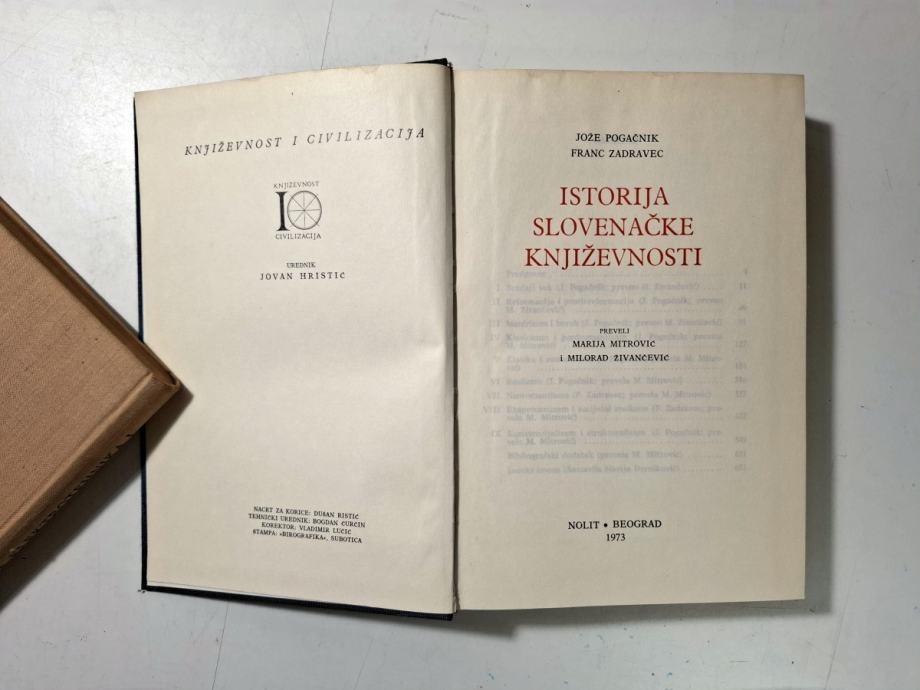 KNJIŽEVNOST I CIVILIZACIJA
KNJIŽEVNOST
I
CIVILIZACIJA
UREDNIK
JOVAN HRISTIĆ
NACRT ZA KORICE: DUŠAN RISTIĆ
TEHNIČKI UREDNIK: BOGDAN ĆURČIN
KOREKTOR: VLADIMIR LUČIĆ
ŠTAMPA: »BIROGRAFIKA«, SUBOTICA
JOŽE POGAČNIK
FRANC ZADRAVEC
ISTORIJA
SLOVENAČKE
KNJIŽEVNOSTI
PREVELI
MARIJA MITROVIĆ
I MILORAD ŽIVANČEVIĆ
NOLIT • BEOGRAD
1973